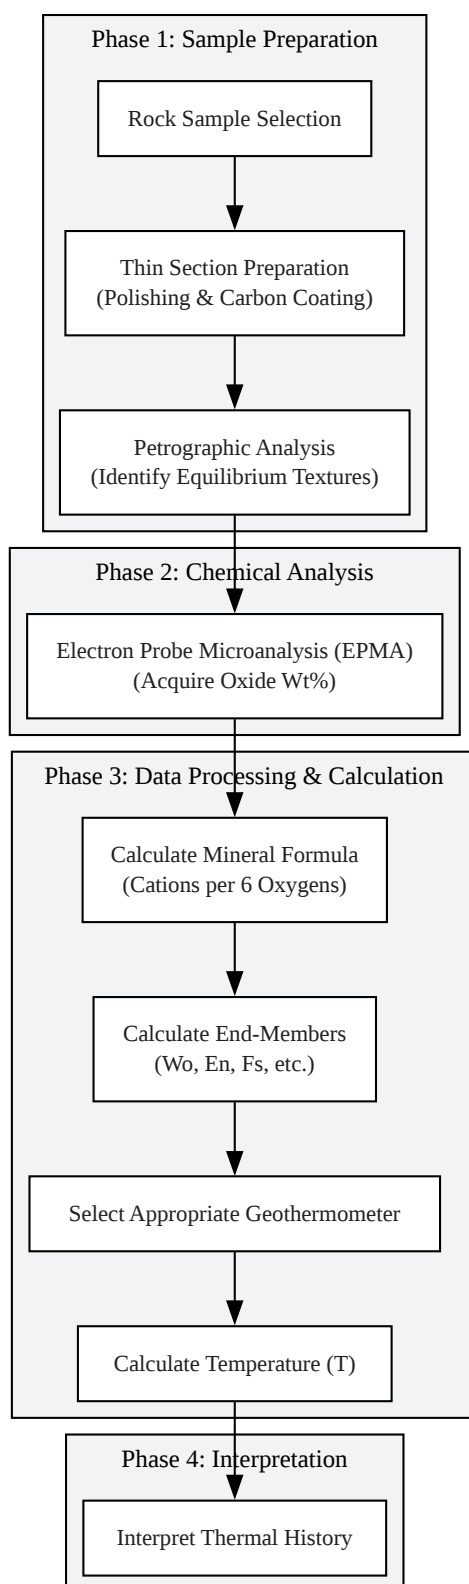 Phase 1: Sample Preparation
Rock Sample Selection
Thin Section Preparation
(Polishing & Carbon Coating)
Petrographic Analysis
(Identify Equilibrium Textures)
Phase 2: Chemical Analysis
Electron Probe Microanalysis (EPMA)
(Acquire Oxide Wt%)
Phase 3: Data Processing & Calculation
Calculate Mineral Formula
(Cations per 6 Oxygens)
Calculate End-Members
(Wo, En, Fs, etc.)
Select Appropriate Geothermometer
Calculate Temperature (T)
Phase 4: Interpretation
Interpret Thermal History